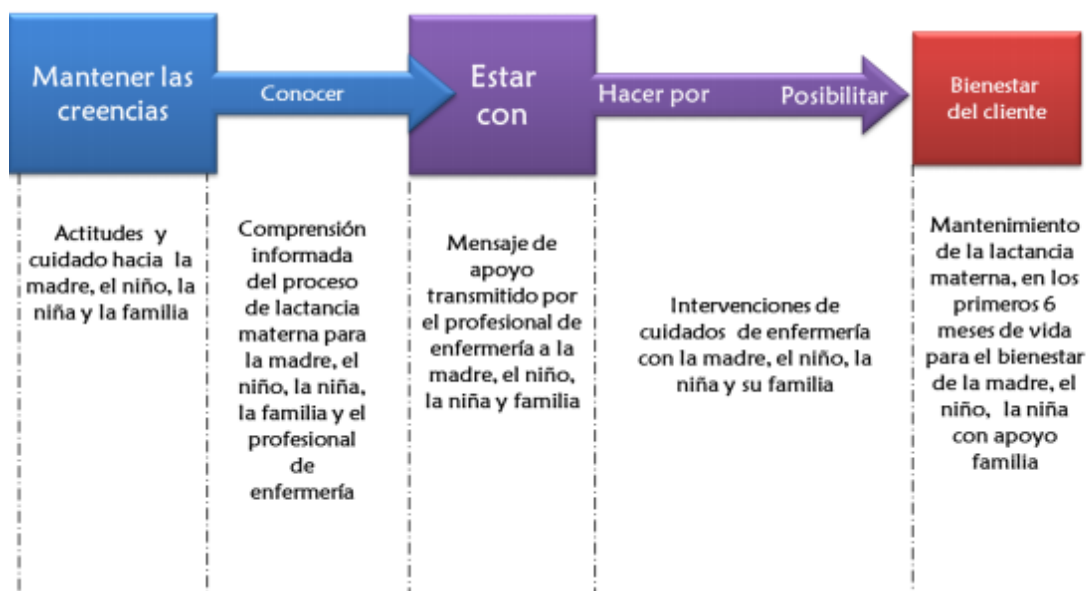 Mantener las
creencias
Conocer
Estar
con
Hacer por
Posibilitar
Bienestar
del cliente
Actitudes y
cuidado hacia la
madre, el niño, la
niña y la familia
Comprensión
informada
del proceso
de lactancia
materna para
la madre, el
niño, la niña,
la familia y el
profesional
de
enfermería
Mensaje de
apoyo
transmitido por
el profesional de
enfermería a la
madre, el niño,
la niña y familia
Intervenciones de
cuidados de enfermería
con la madre, el niño, la
niña y su familia
Mantenimiento
de la lactancia
materna, en los
primeros 6
meses de vida
para el bienestar
de la madre, el
niño, la niña
con apoyo
familia